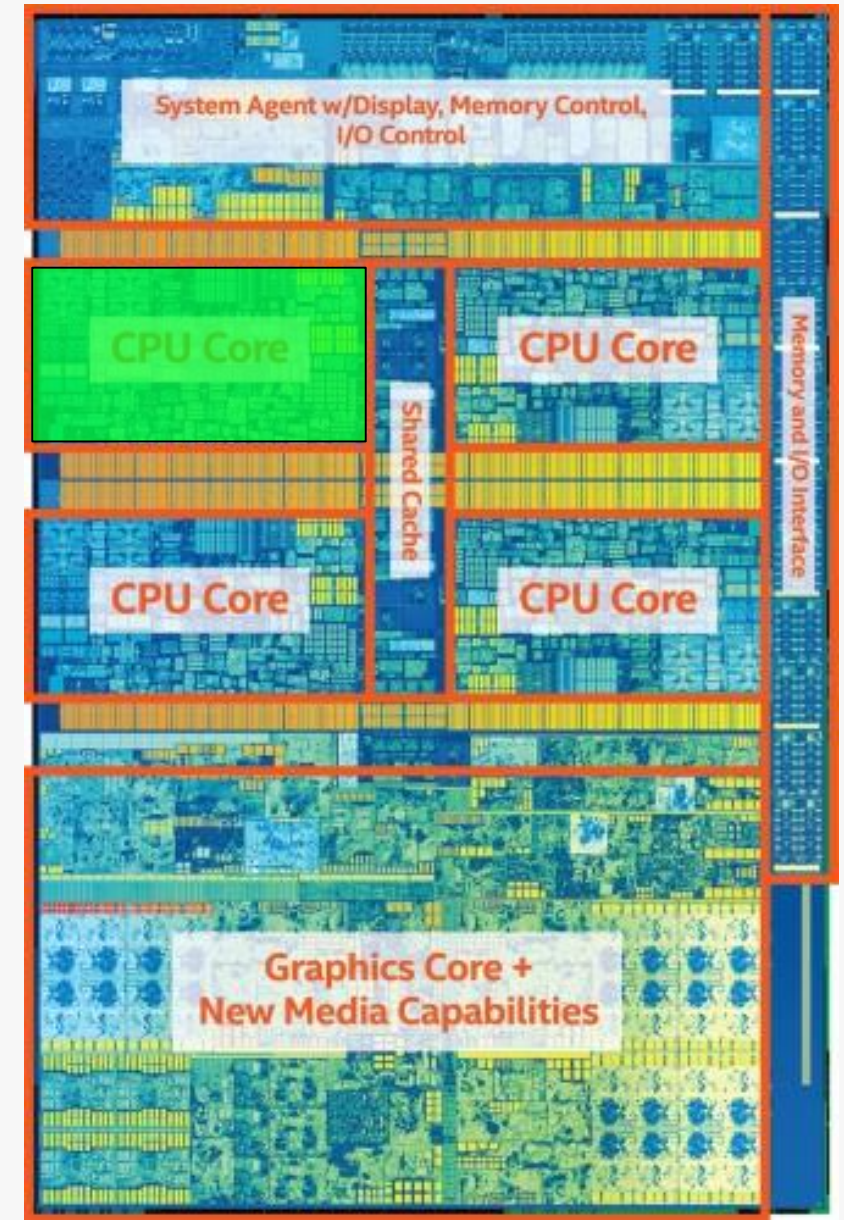 System Agent w/Display, Memory Control,
I/O Control
CPU Core
CPU Core
Shared Cache
Memory and I/O Interface
CPU Core
CPU Core
Graphics Core +
New Media Capabilities